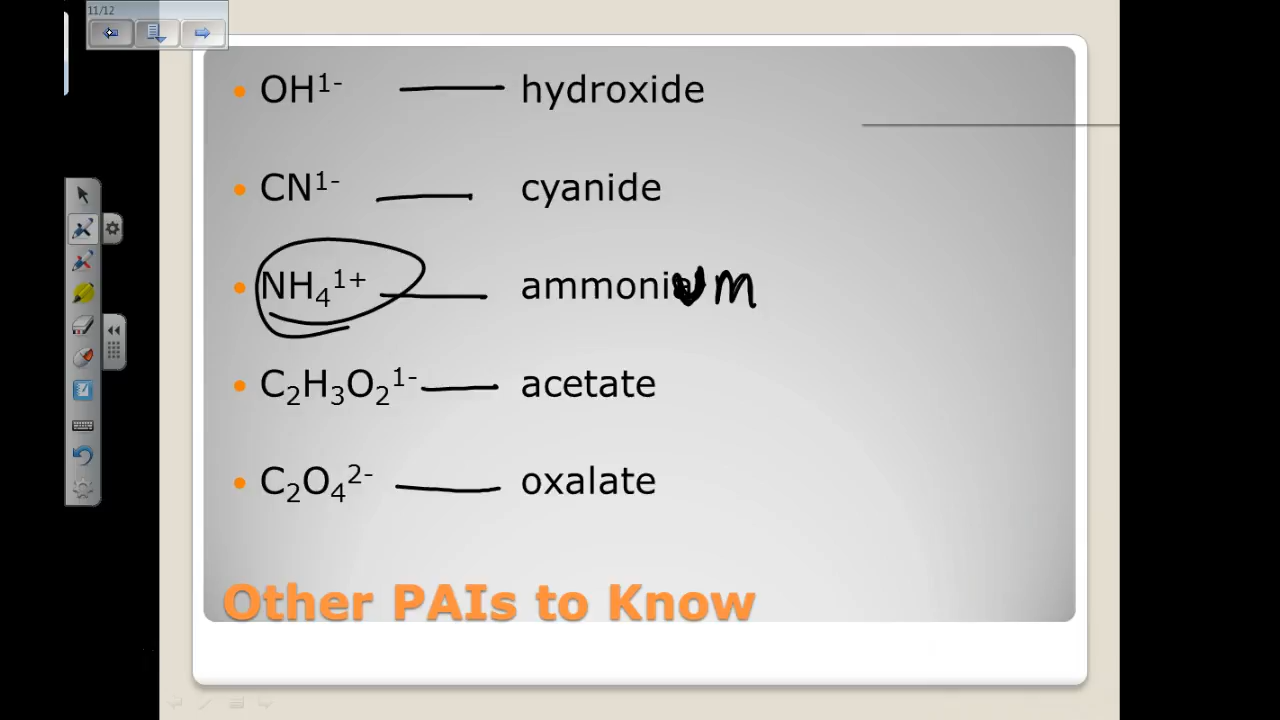 11/12
• OH¹⁻ hydroxide
• CN¹⁻ cyanide
• NH₄¹⁺ ammonium
• C₂H₃O₂¹⁻ acetate
• C₂O₄²⁻ oxalate
Other PAIs to Know